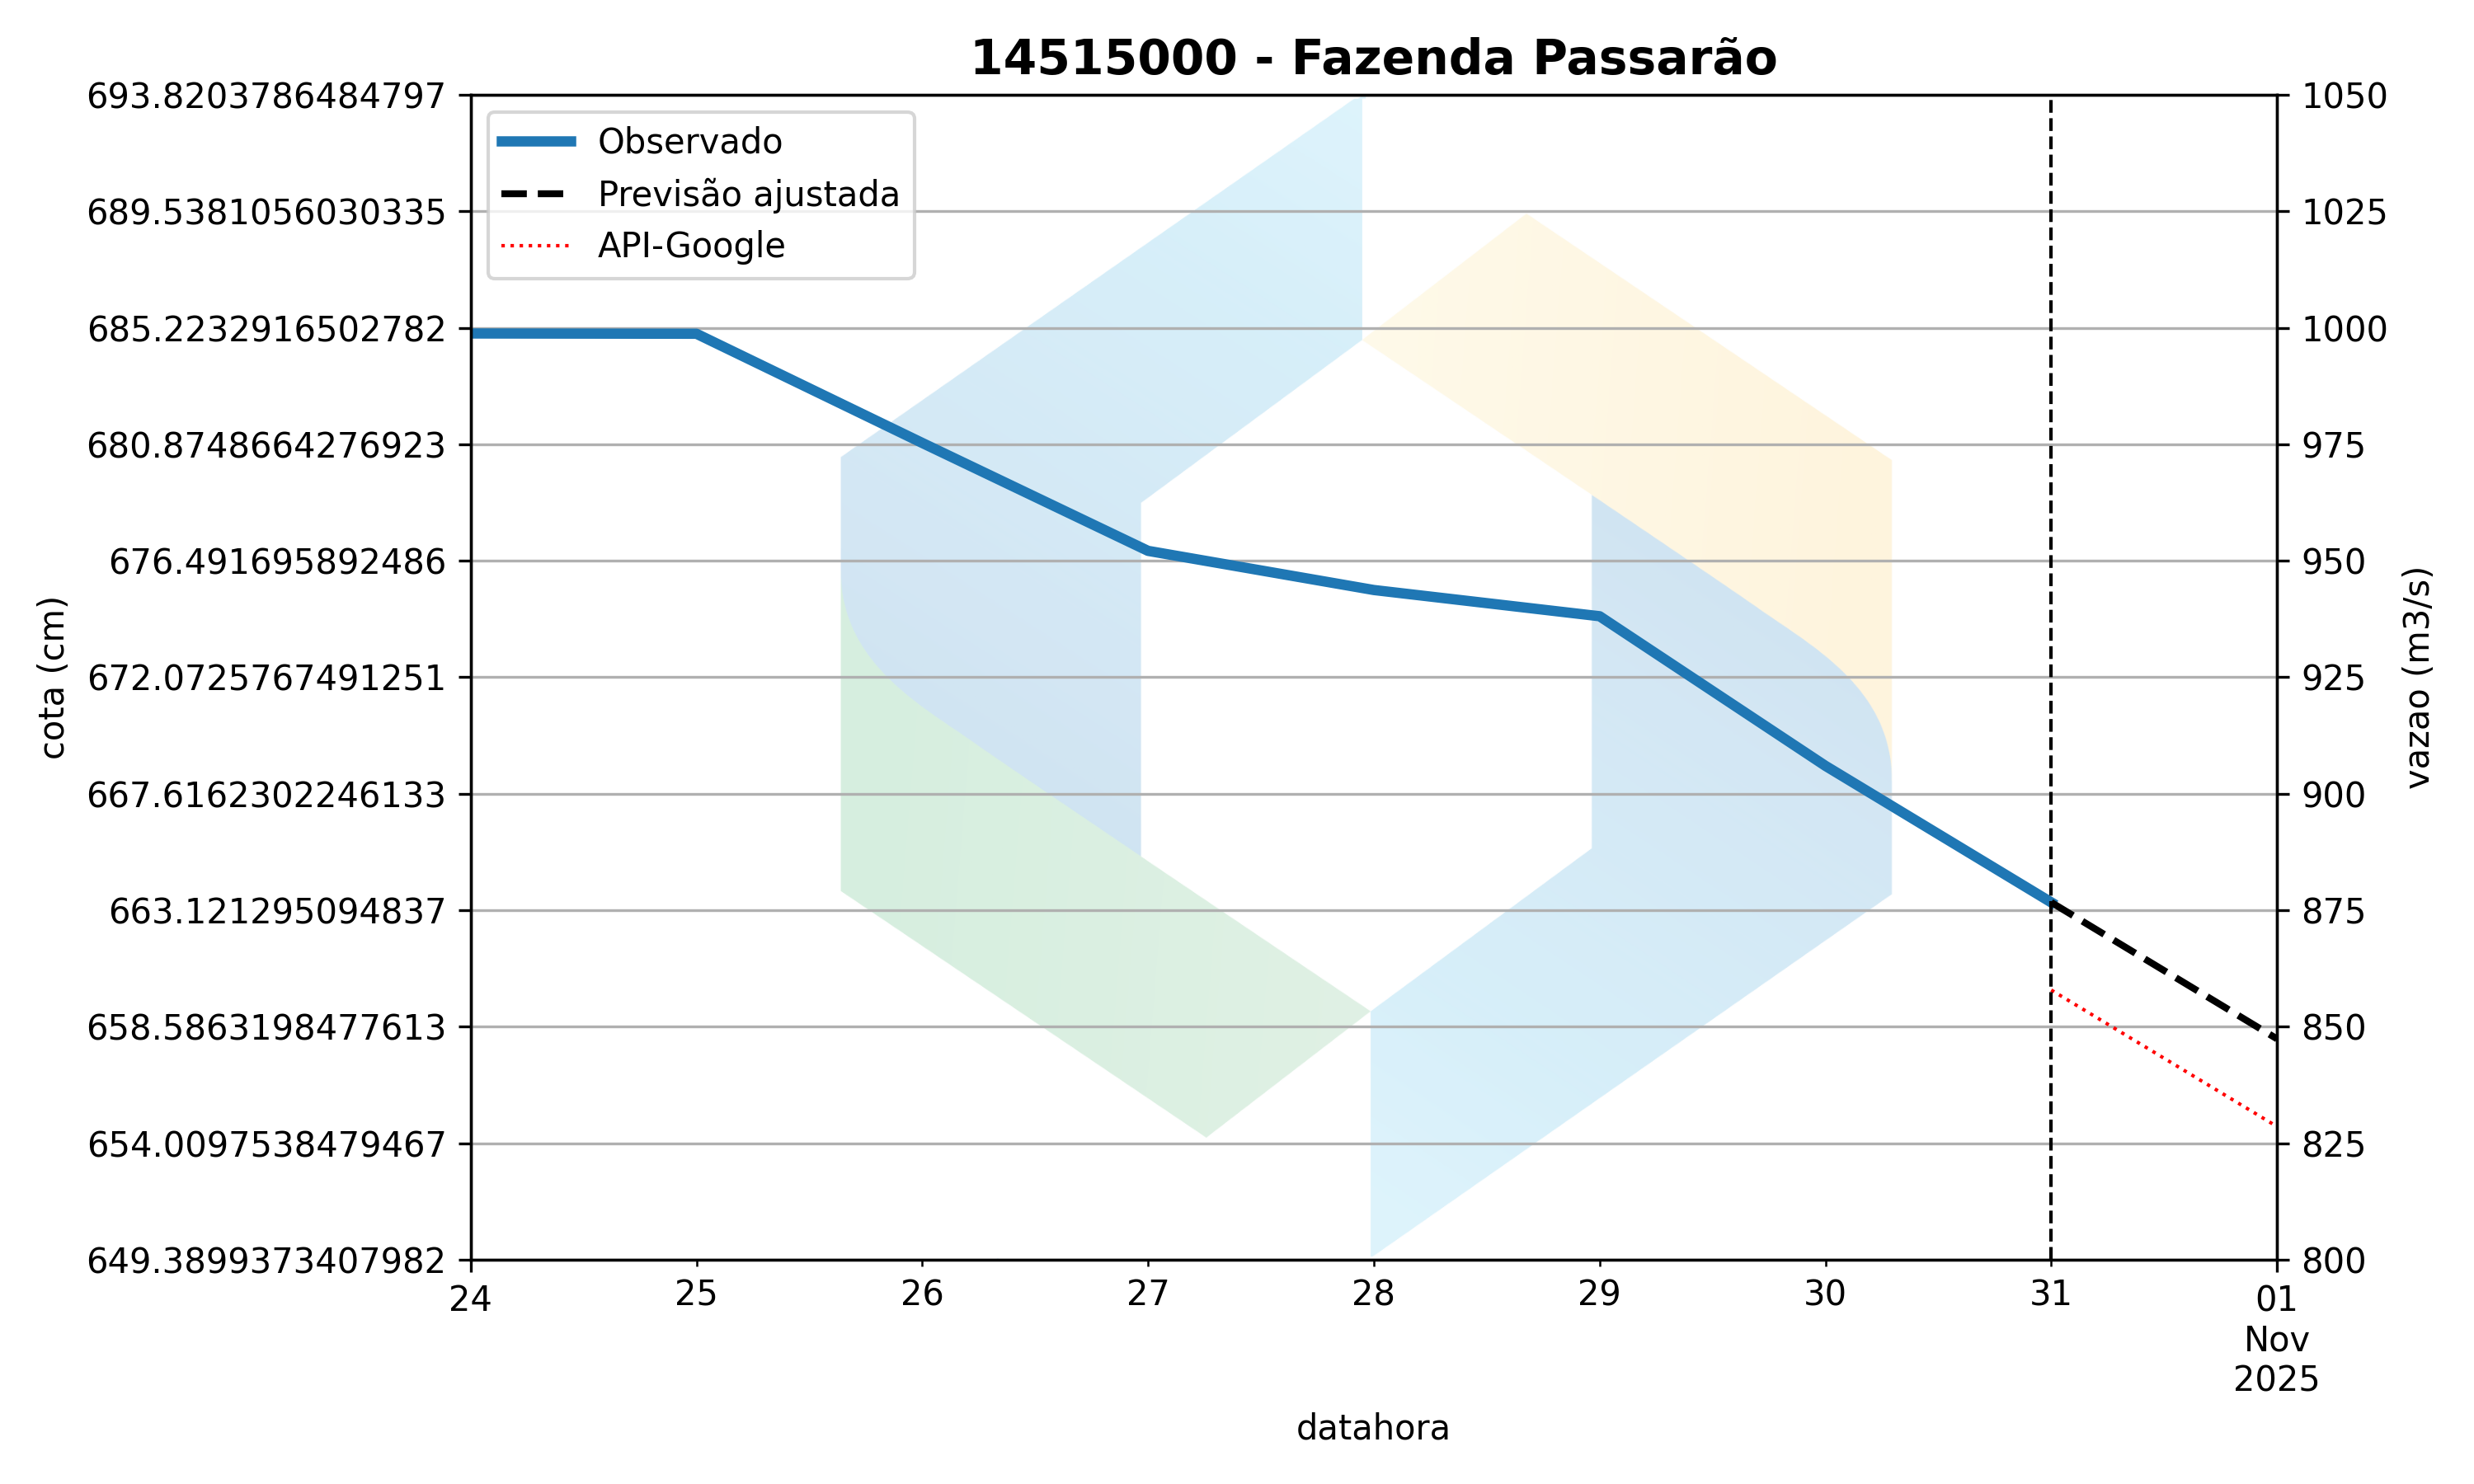 14515000 - Fazenda Passarão
693.8203786484797
689.5381056030335
685.2232916502782
680.8748664276923
676.491695892486
672.0725767491251
667.6162302246133
663.121295094837
658.5863198477613
654.0097538479467
649.3899373407982
cota (cm)
Observado
Previsão ajustada
API-Google
1050
1025
1000
975
950
925
900
875
850
825
800
vazao (m3/s)
24 25 26 27 28 29 30 31 01
Nov
2025
datahora